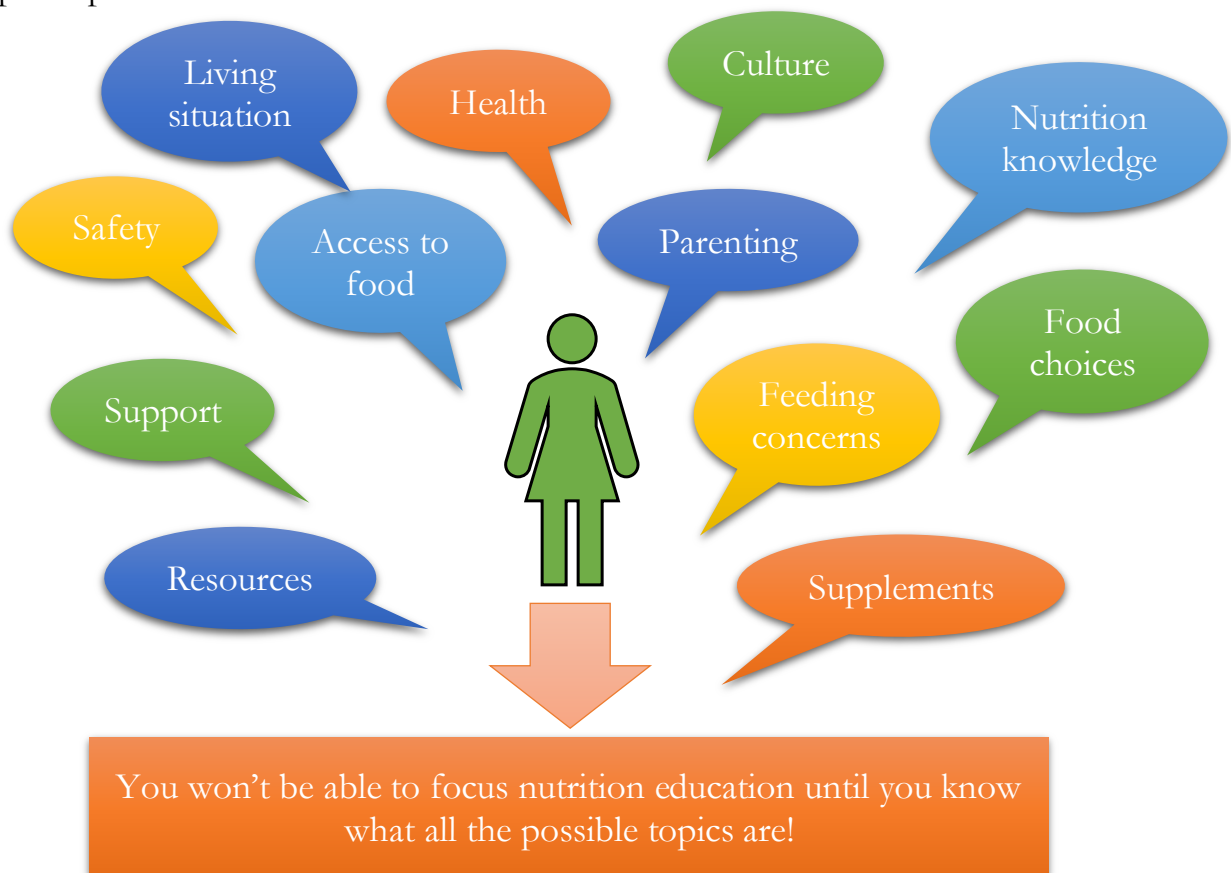 Living
situation
Health
Culture
Nutrition
knowledge
Safety
Access to
food
Parenting
Food
choices
Support
Feeding
concerns
Resources
Supplements
You won’t be able to focus nutrition education until you know
what all the possible topics are!